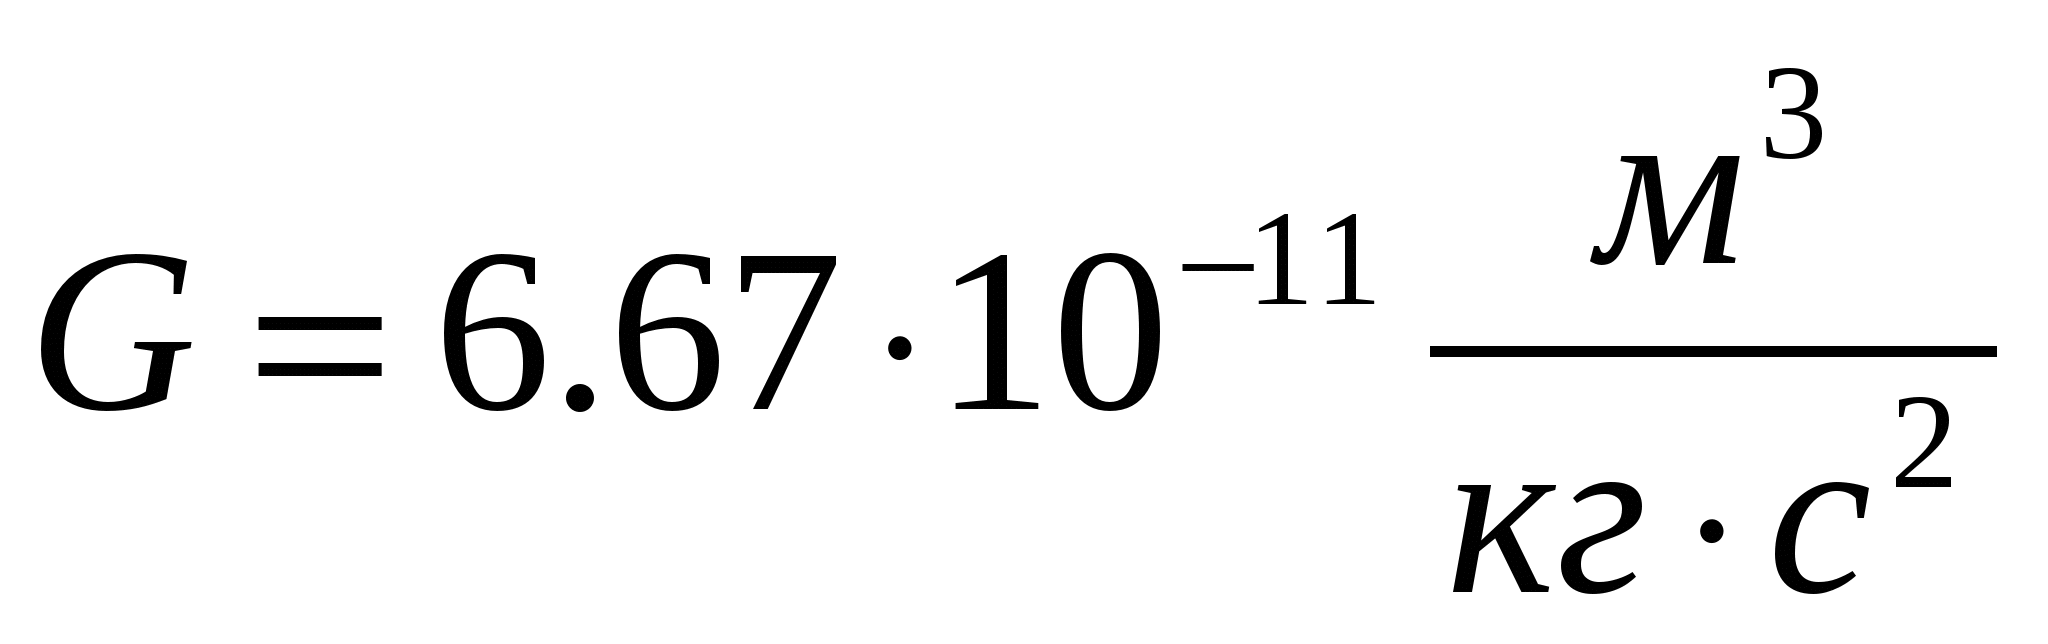 G = 6.67 · 10⁻¹¹ м³ / кг · с²